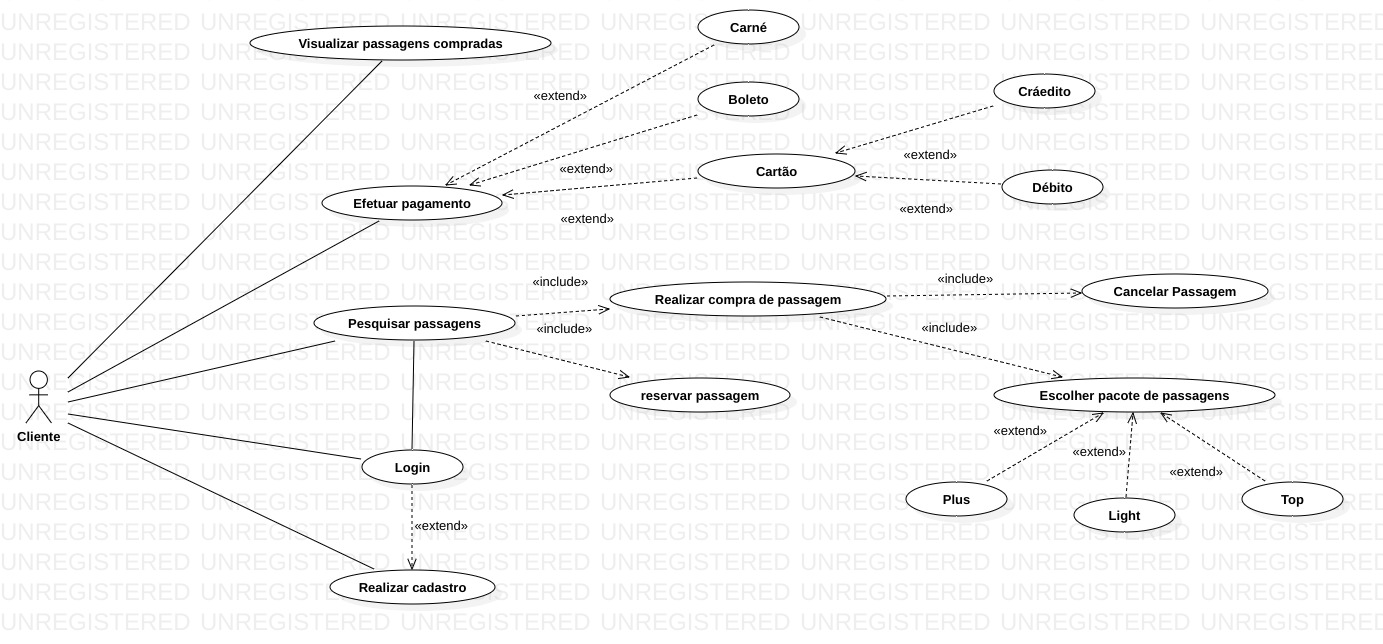 Carné
Visualizar passagens compradas
«extend»
Boleto
Cráedito
«extend»
«extend»
Cartão
Débito
Efetuar pagamento
«extend»
«extend»
«include»
«include»
Realizar compra de passagem
Cancelar Passagem
Pesquisar passagens
«include»
«include»
reservar passagem
Escolher pacote de passagens
Cliente
«extend»
«extend»
«extend»
Login
Plus
Light
Top
«extend»
Realizar cadastro
UNREGISTERED